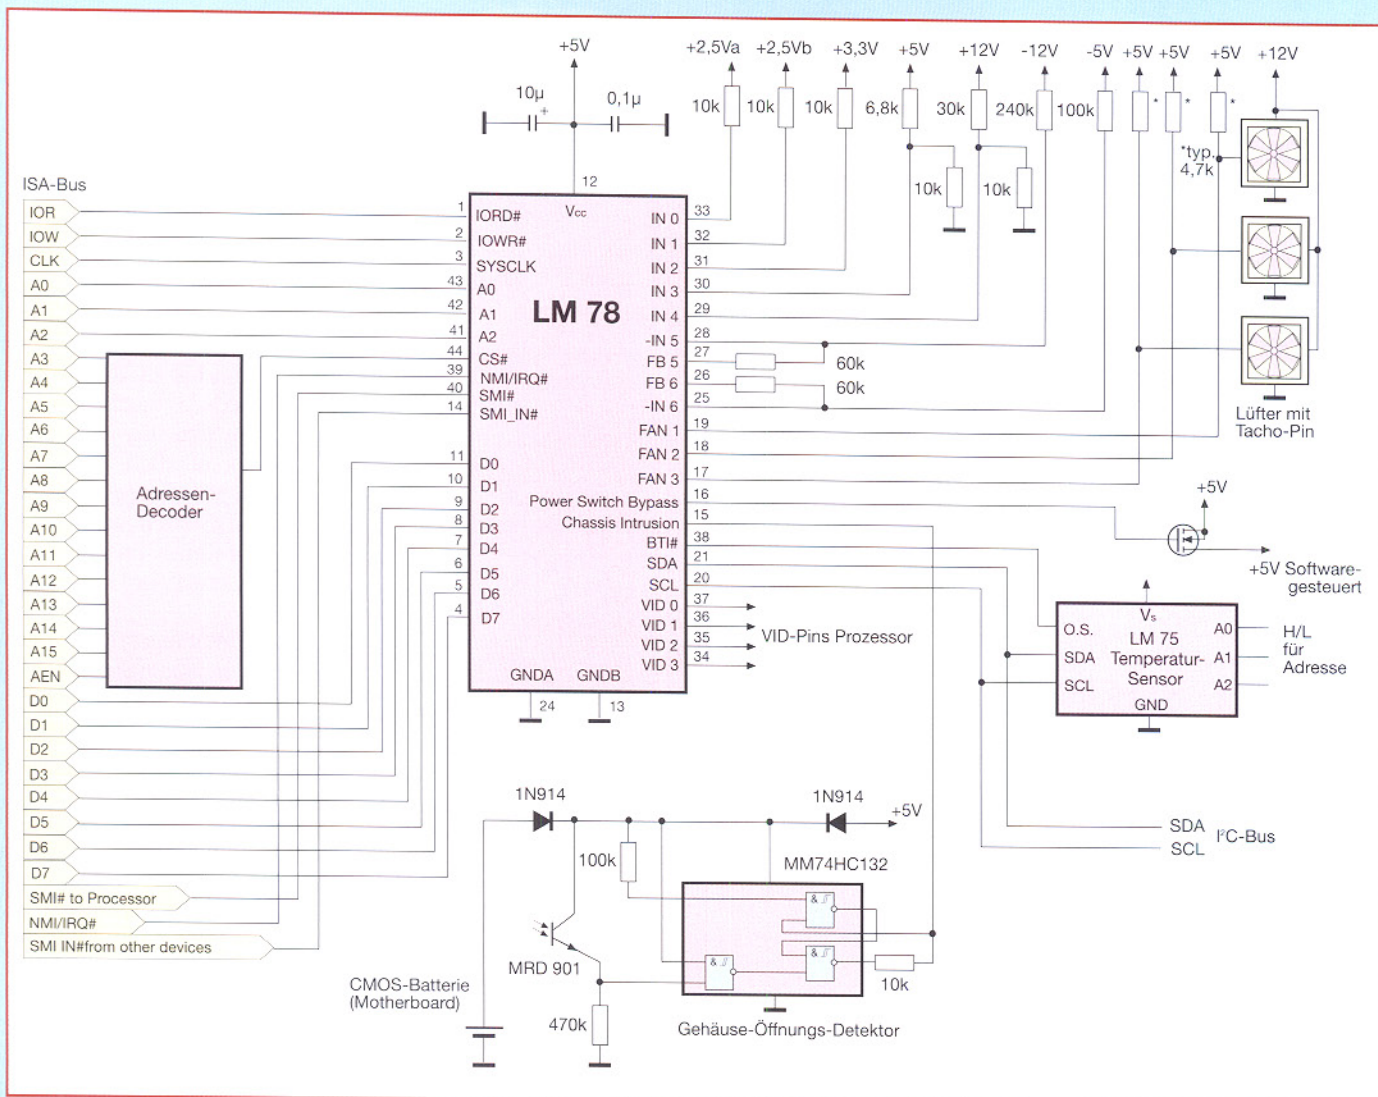 +5V
+2,5Va
+2,5Vb
+3,3V
+5V
+12V
-12V
-5V
+5V
+5V
+5V
+12V
10µ
+
0,1µ
10k
10k
10k
6,8k
30k
240k
100k
*
*
*
*typ.
4,7k
10k
10k
ISA-Bus
IOR
IOW
CLK
A0
A1
A2
A3
A4
A5
A6
A7
A8
A9
A10
A11
A12
A13
A14
A15
AEN
D0
D1
D2
D3
D4
D5
D6
D7
SMI# to Processor
NMI/IRQ#
SMI IN#from other devices
Adressen-
Decoder
12
Vcc
LM 78
1 IORD#
2 IOWR#
3 SYSCLK
43 A0
42 A1
41 A2
44 CS#
39 NMI/IRQ#
40 SMI#
14 SMI_IN#
11 D0
10 D1
9 D2
8 D3
7 D4
6 D5
5 D6
4 D7
IN 0 33
IN 1 32
IN 2 31
IN 3 30
IN 4 29
-IN 5 28
FB 5 27
FB 6 26
-IN 6 25
FAN 1 19
FAN 2 18
FAN 3 17
Power Switch Bypass 16
Chassis Intrusion 15
BTI# 38
SDA 21
SCL 20
VID 0 37
VID 1 36
VID 2 35
VID 3 34
GNDA GNDB
24
13
60k
60k
VID-Pins Prozessor
Lüfter mit
Tacho-Pin
+5V
+5V Software-
gesteuert
Vs
LM 75
Temperatur-
Sensor
O.S.
SDA
SCL
A0
A1
A2
GND
H/L
für
Adresse
SDA
SCL
I²C-Bus
1N914
1N914
+5V
100k
MM74HC132
&
&
&
MRD 901
10k
CMOS-Batterie
(Motherboard)
470k
Gehäuse-Öffnungs-Detektor